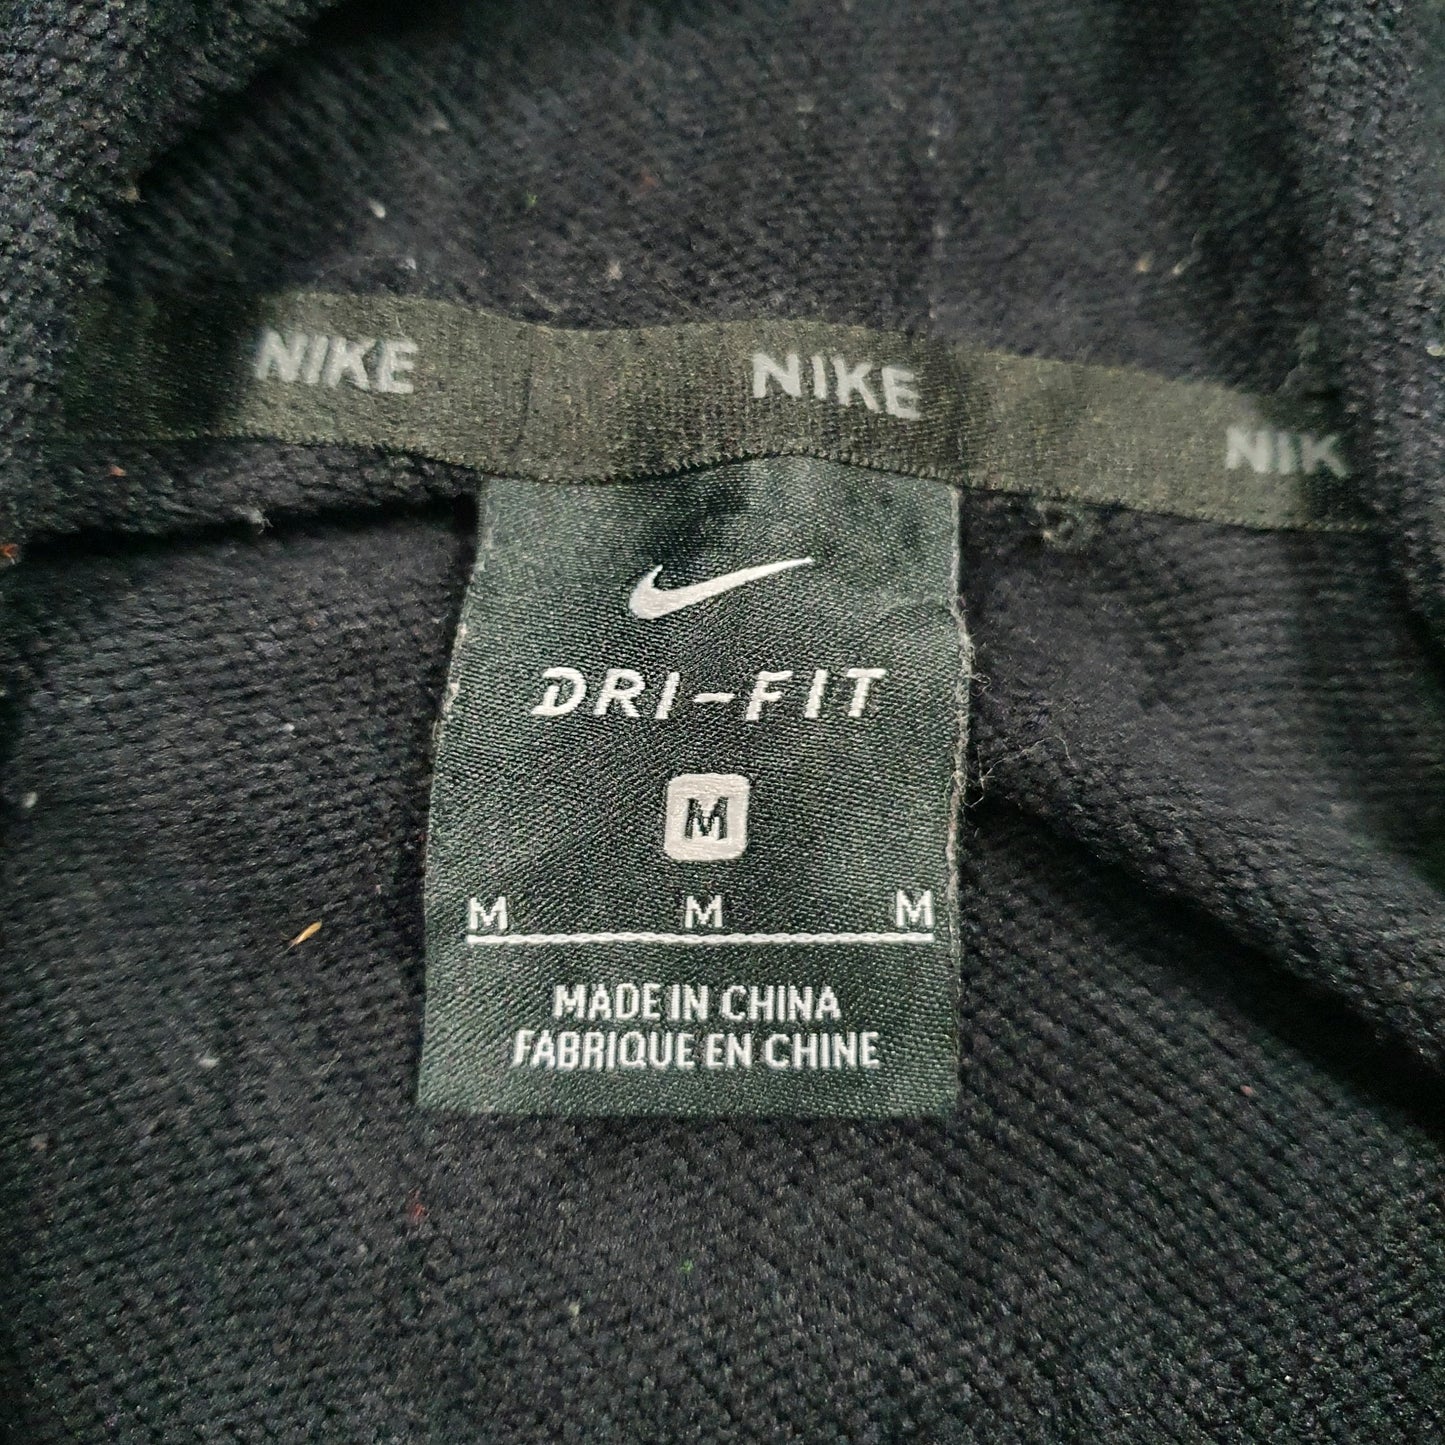 NIKE NIKE NIK
DRI-FIT
M
M M M
MADE IN CHINA
FABRIQUE EN CHINE